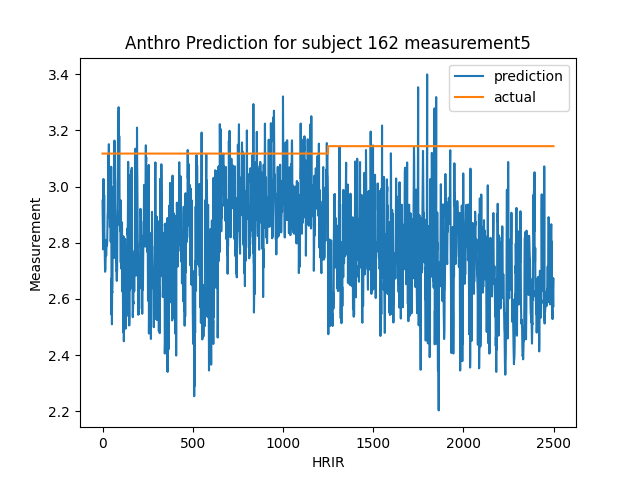 Anthro Prediction for subject 162 measurement5
prediction
actual
3.4
3.2
3.0
2.8
2.6
2.4
2.2
Measurement
0
500
1000
1500
2000
2500
HRIR